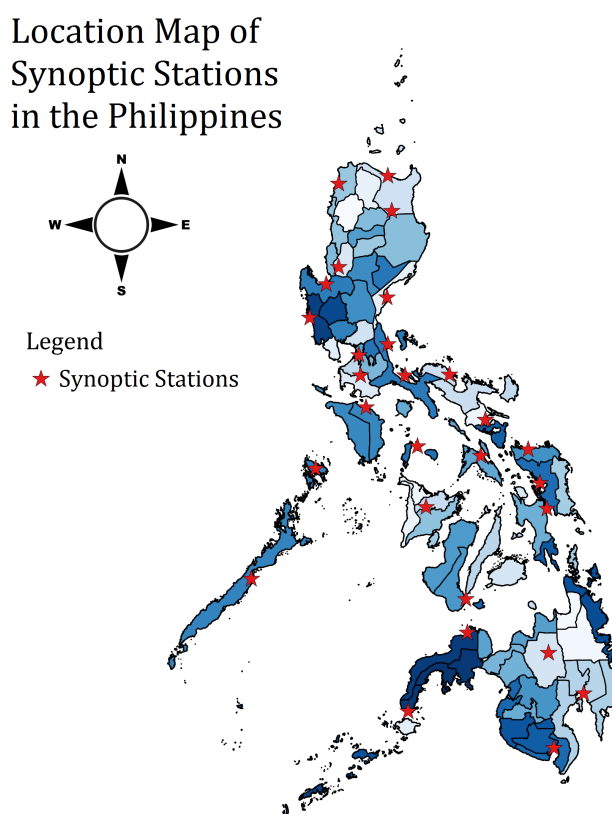 Location Map of
Synoptic Stations
in the Philippines
N
W
E
S
Legend
Synoptic Stations